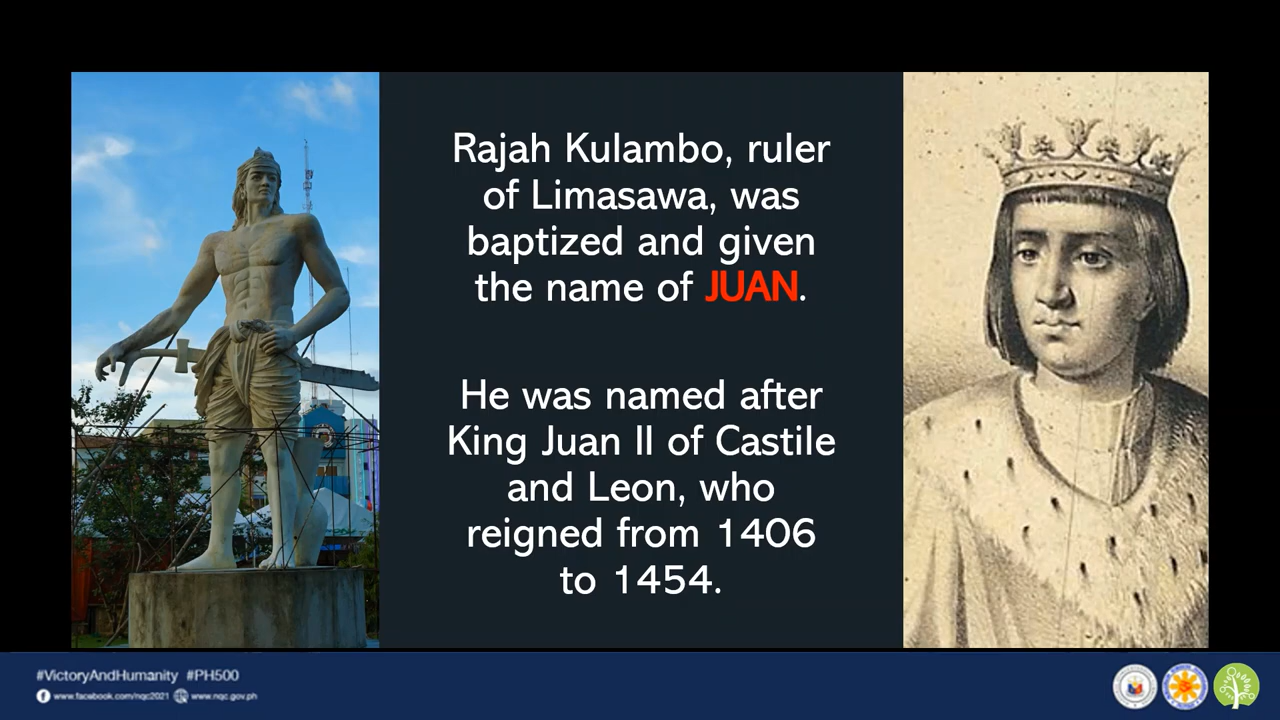 Rajah Kulambo, ruler
of Limasawa, was
baptized and given
the name of JUAN.
He was named after
King Juan II of Castile
and Leon, who
reigned from 1406
to 1454.
#VictoryAndHumanity #PH500
www.facebook.com/nqc2021 www.nqc.gov.ph